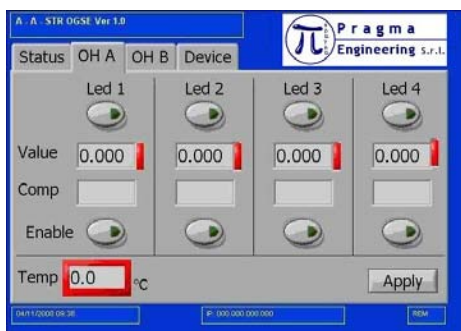 A.A.STR OGSE Ver 1.0
Pragma
Engineering S.r.l.
Status OH A OH B Device
Led 1 Led 2 Led 3 Led 4
Value 0.000 0.000 0.000 0.000
Comp
Enable
Temp 0.0 °C Apply
04/11/2000 09:38 IP: 000.000.000.000 REM